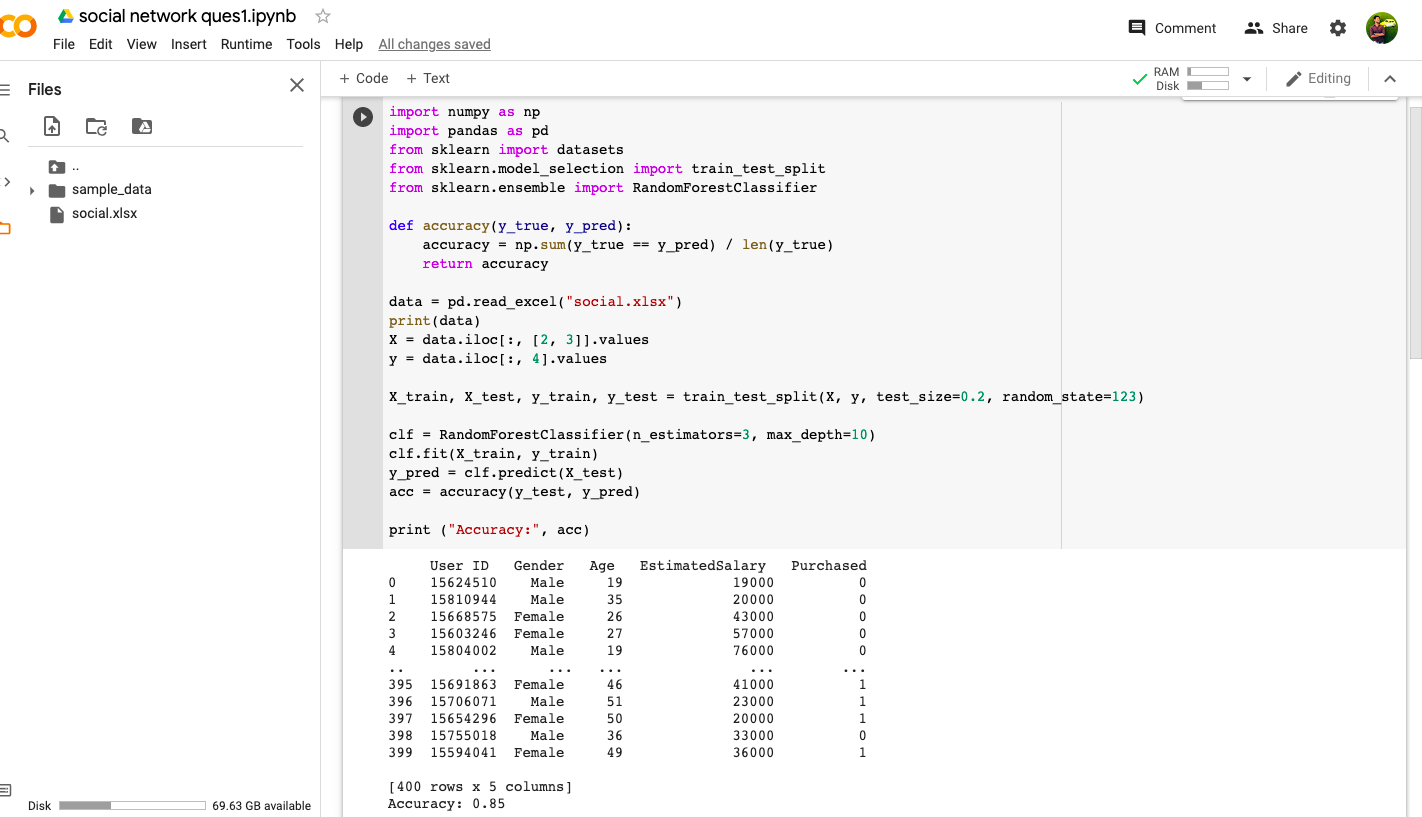 social network ques1.ipynb
File Edit View Insert Runtime Tools Help All changes saved
Comment Share
Files
+ Code + Text
RAM
Disk
Editing
..
sample_data
social.xlsx
import numpy as np
import pandas as pd
from sklearn import datasets
from sklearn.model_selection import train_test_split
from sklearn.ensemble import RandomForestClassifier
def accuracy(y_true, y_pred):
    accuracy = np.sum(y_true == y_pred) / len(y_true)
    return accuracy
data = pd.read_excel("social.xlsx")
print(data)
X = data.iloc[:, [2, 3]].values
y = data.iloc[:, 4].values
X_train, X_test, y_train, y_test = train_test_split(X, y, test_size=0.2, random_state=123)
clf = RandomForestClassifier(n_estimators=3, max_depth=10)
clf.fit(X_train, y_train)
y_pred = clf.predict(X_test)
acc = accuracy(y_test, y_pred)
print ("Accuracy:", acc)
User ID Gender Age EstimatedSalary Purchased
0 15624510 Male 19 19000 0
1 15810944 Male 35 20000 0
2 15668575 Female 26 43000 0
3 15603246 Female 27 57000 0
4 15804002 Male 19 76000 0
.. ... ... ... ... ...
395 15691863 Female 46 41000 1
396 15706071 Male 51 23000 1
397 15654296 Female 50 20000 1
398 15755018 Male 36 33000 0
399 15594041 Female 49 36000 1
[400 rows x 5 columns]
Accuracy: 0.85
Disk 69.63 GB available